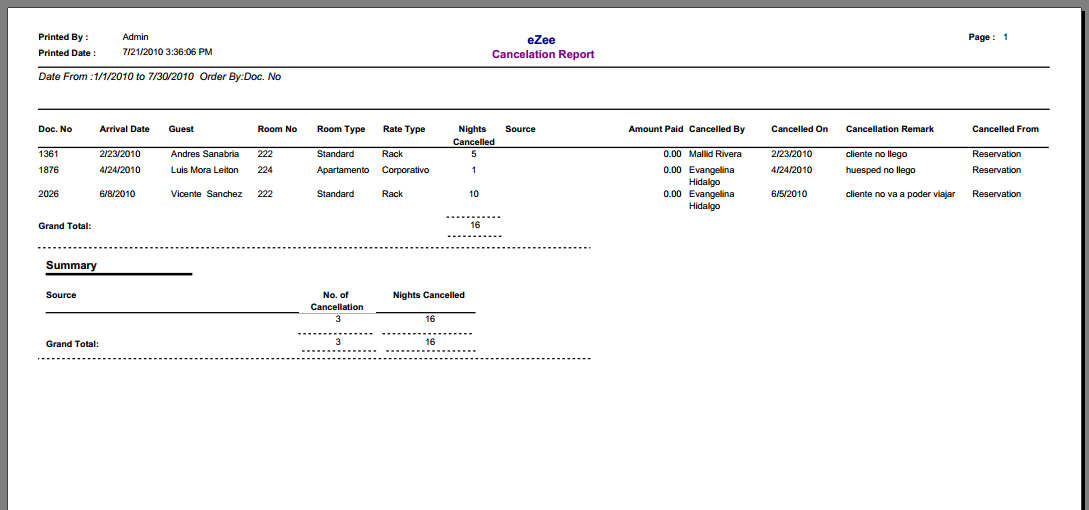 Printed By : Admin
eZee
Page : 1
Printed Date : 7/21/2010 3:36:06 PM
Cancelation Report
Date From :1/1/2010 to 7/30/2010 Order By:Doc. No
Doc. No Arrival Date Guest Room No Room Type Rate Type Nights Cancelled Source Amount Paid Cancelled By Cancelled On Cancellation Remark Cancelled From
1361 2/23/2010 Andres Sanabria 222 Standard Rack 5 0.00 Mallid Rivera 2/23/2010 cliente no llego Reservation
1876 4/24/2010 Luis Mora Leiton 224 Apartamento Corporativo 1 0.00 Evangelina Hidalgo 4/24/2010 huesped no llego Reservation
2026 6/8/2010 Vicente Sanchez 222 Standard Rack 10 0.00 Evangelina Hidalgo 6/5/2010 cliente no va a poder viajar Reservation
Grand Total: 16
Summary
Source No. of Cancellation Nights Cancelled
3 16
Grand Total: 3 16